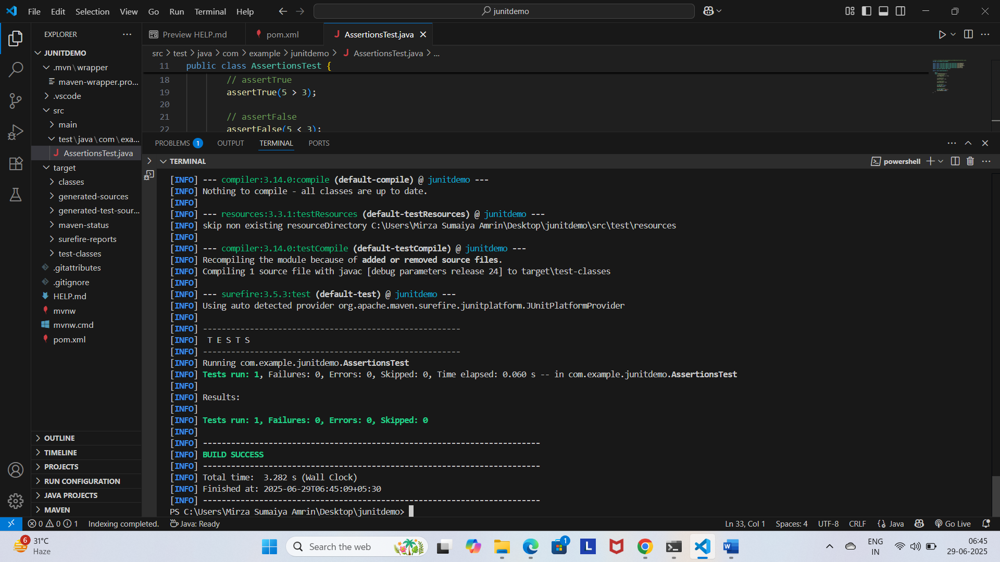 File Edit Selection View Go Run Terminal Help
junitdemo
EXPLORER
JUNITDEMO
.mvn\wrapper
maven-wrapper.pro...
.vscode
src
main
test\java\com\exa...
AssertionsTest.java
target
classes
generated-sources
generated-test-sour...
maven-status
surefire-reports
test-classes
.gitattributes
.gitignore
HELP.md
mvnw
mvnw.cmd
pom.xml
OUTLINE
TIMELINE
PROJECTS
RUN CONFIGURATION
JAVA PROJECTS
MAVEN
Preview HELP.md pom.xml AssertionsTest.java
src > test > java > com > example > junitdemo > AssertionsTest.java > ...
11 public class AssertionsTest {
18 // assertTrue
19 assertTrue(5 > 3);
20
21 // assertFalse
22 assertFalse(5 < 3);
PROBLEMS 1 OUTPUT TERMINAL PORTS
TERMINAL
powershell
[INFO] --- compiler:3.14.0:compile (default-compile) @ junitdemo ---
[INFO] Nothing to compile - all classes are up to date.
[INFO]
[INFO] --- resources:3.3.1:testResources (default-testResources) @ junitdemo ---
[INFO] skip non existing resourceDirectory C:\Users\Mirza Sumaiya Amrin\Desktop\junitdemo\src\test\resources
[INFO]
[INFO] --- compiler:3.14.0:testCompile (default-testCompile) @ junitdemo ---
[INFO] Recompiling the module because of added or removed source files.
[INFO] Compiling 1 source file with javac [debug parameters release 24] to target\test-classes
[INFO]
[INFO] --- surefire:3.5.3:test (default-test) @ junitdemo ---
[INFO] Using auto detected provider org.apache.maven.surefire.junitplatform.JUnitPlatformProvider
[INFO]
[INFO] -------------------------------------------------------
[INFO]  T E S T S
[INFO] -------------------------------------------------------
[INFO] Running com.example.junitdemo.AssertionsTest
[INFO] Tests run: 1, Failures: 0, Errors: 0, Skipped: 0, Time elapsed: 0.060 s -- in com.example.junitdemo.AssertionsTest
[INFO]
[INFO] Results:
[INFO]
[INFO] Tests run: 1, Failures: 0, Errors: 0, Skipped: 0
[INFO]
[INFO] ------------------------------------------------------------------------
[INFO] BUILD SUCCESS
[INFO] ------------------------------------------------------------------------
[INFO] Total time:  3.282 s (Wall Clock)
[INFO] Finished at: 2025-06-29T06:45:09+05:30
[INFO] ------------------------------------------------------------------------
PS C:\Users\Mirza Sumaiya Amrin\Desktop\junitdemo>
0 0 1 Indexing completed. Java: Ready
Ln 33, Col 1 Spaces: 4 UTF-8 CRLF {} Java Go Live
6
31°C
Haze
Search the web
1
L
W
ENG
IN
06:45
29-06-2025